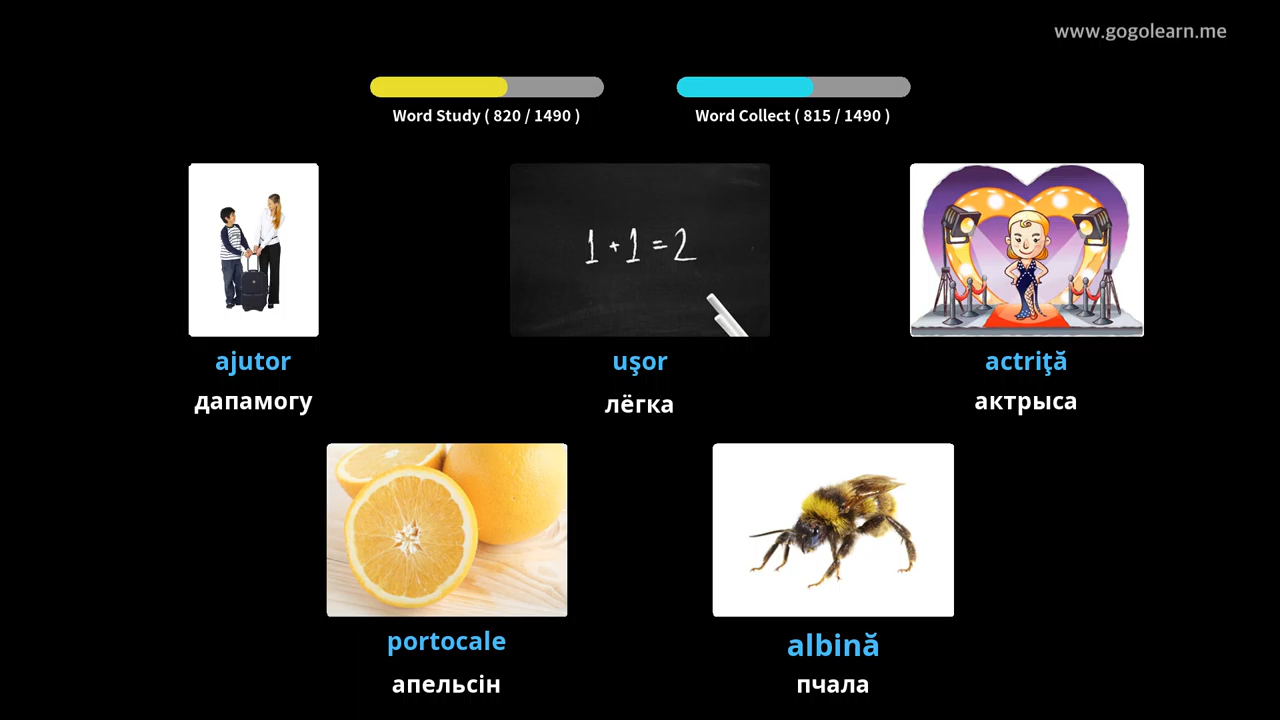 www.gogolearn.me
Word Study ( 820 / 1490 )
Word Collect ( 815 / 1490 )
1 + 1 = 2
ajutor
uşor
actriţă
дапамогу
лёгка
актрыса
portocale
albină
апельсін
пчала